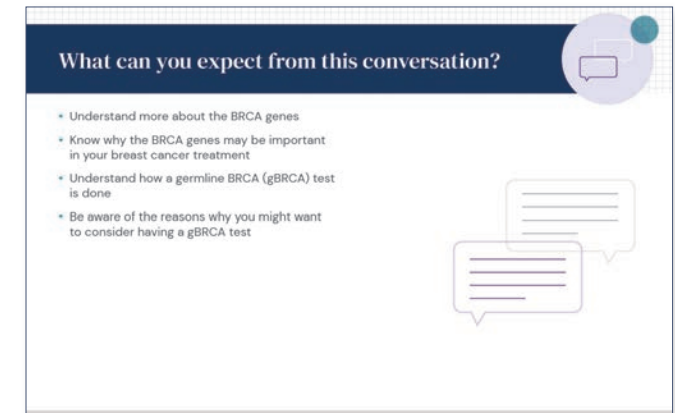 What can you expect from this conversation?
• Understand more about the BRCA genes
• Know why the BRCA genes may be important
in your breast cancer treatment
• Understand how a germline BRCA (gBRCA) test
is done
• Be aware of the reasons why you might want
to consider having a gBRCA test